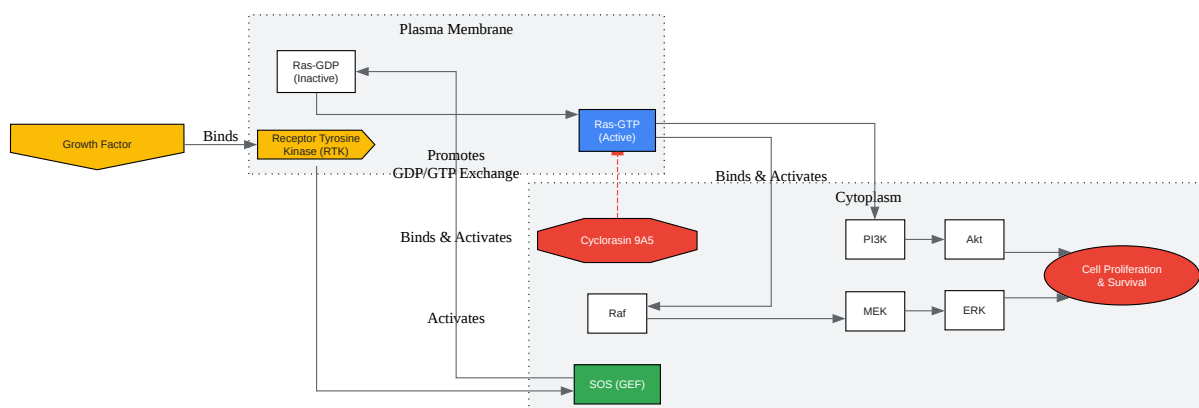 Plasma Membrane
Ras-GDP
(Inactive)
Ras-GTP
(Active)
Growth Factor
Binds
Receptor Tyrosine
Kinase (RTK)
Promotes
GDP/GTP Exchange
Binds & Activates
Cytoplasm
Binds & Activates
Cyclorasin 9A5
PI3K
Akt
Cell Proliferation
& Survival
Raf
MEK
ERK
Activates
SOS (GEF)